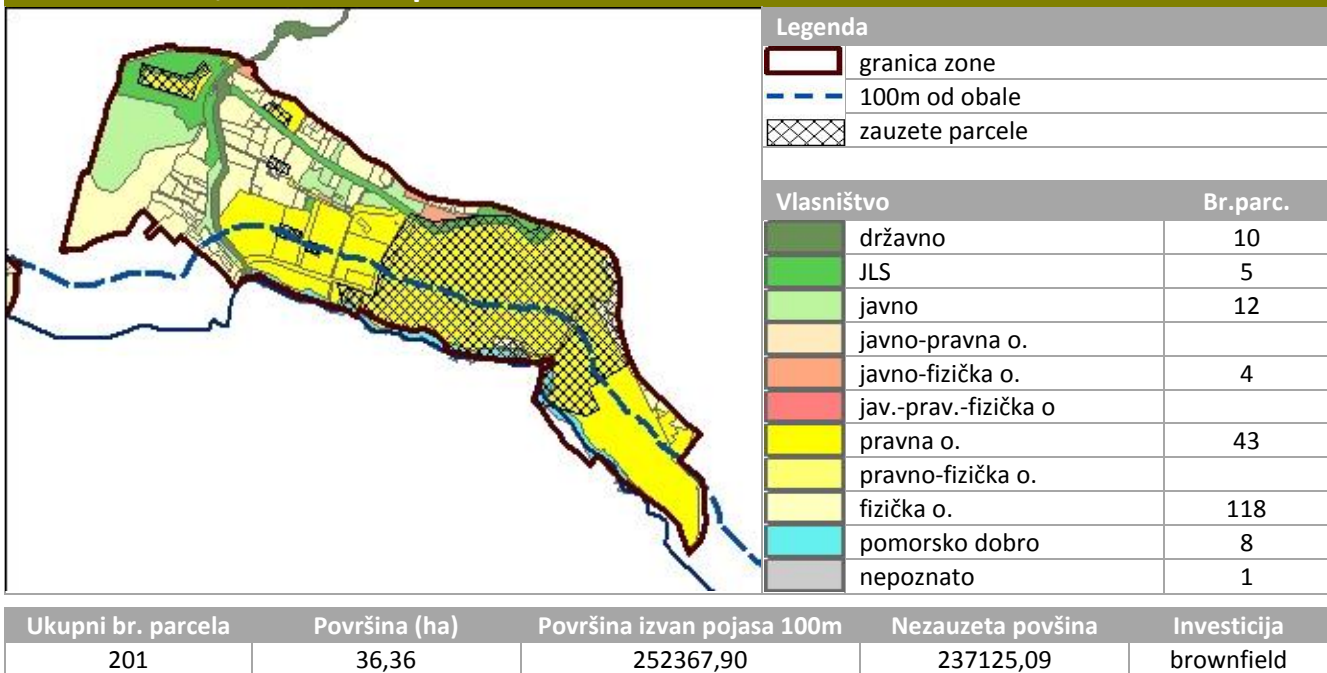 Legenda
granica zone
100m od obale
zauzete parcele
Vlasništvo Br.parc.
državno 10
JLS 5
javno 12
javno-pravna o.
javno-fizička o. 4
jav.-prav.-fizička o
pravna o. 43
pravno-fizička o.
fizička o. 118
pomorsko dobro 8
nepoznato 1
Ukupni br. parcela Površina (ha) Površina izvan pojasa 100m Nezauzeta povšina Investicija
201 36,36 252367,90 237125,09 brownfield